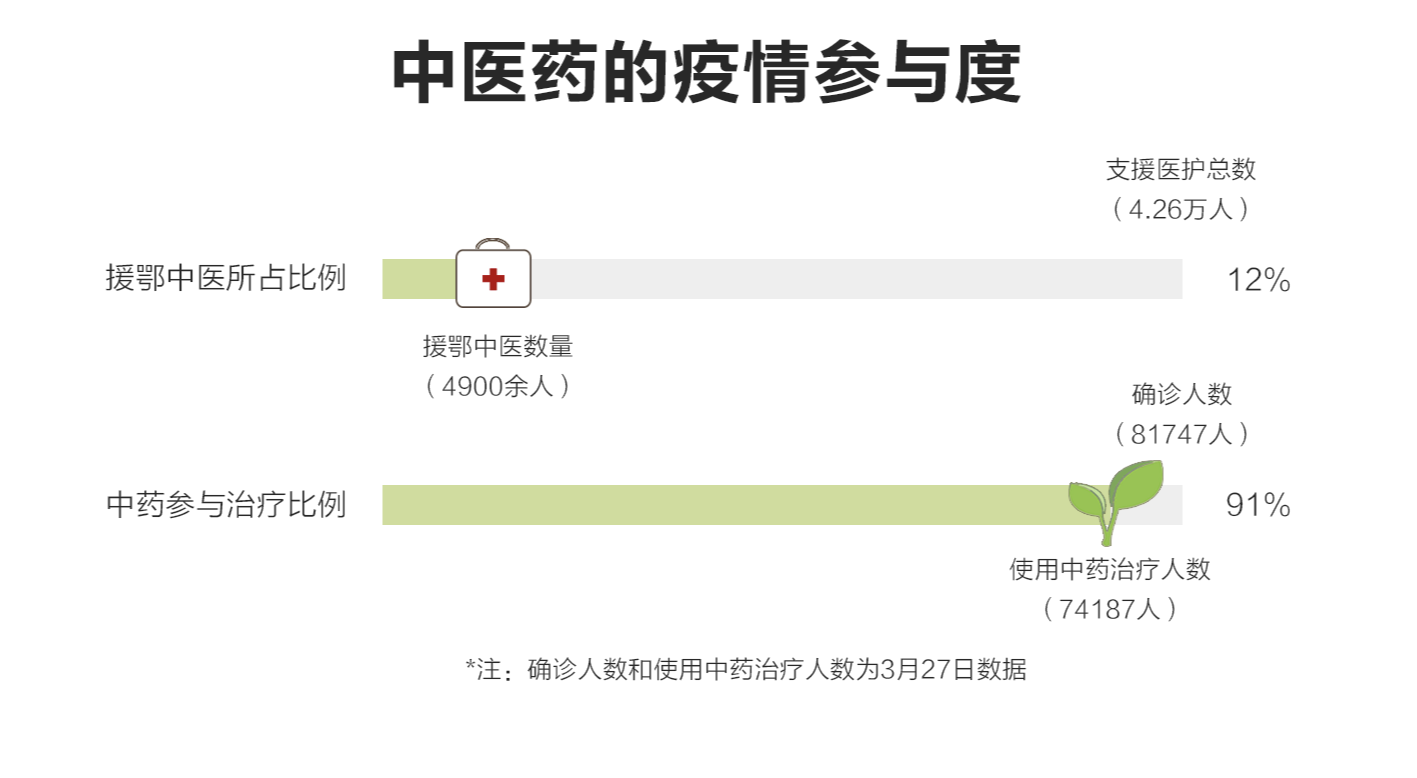 中医药的疫情参与度
支援医护总数
（4.26万人）
援鄂中医所占比例
12%
援鄂中医数量
（4900余人）
确诊人数
（81747人）
中药参与治疗比例
91%
使用中药治疗人数
（74187人）
*注：确诊人数和使用中药治疗人数为3月27日数据